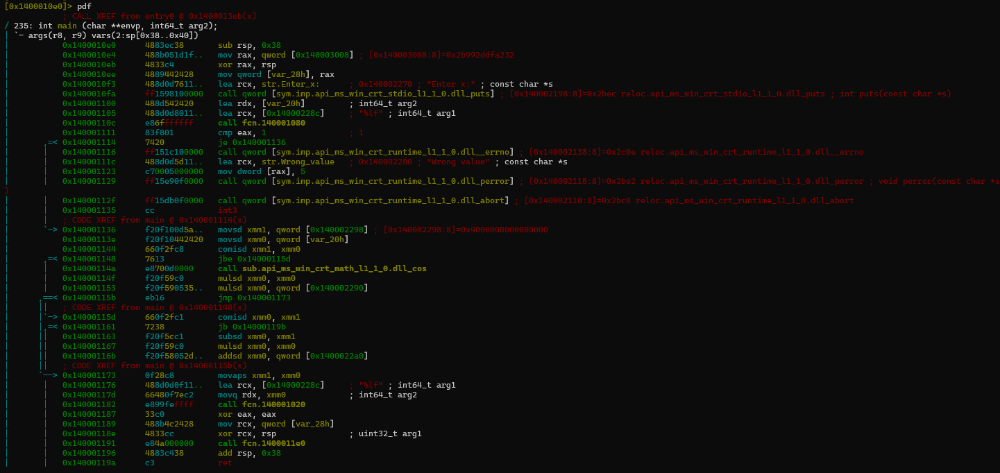 [0x1400010e0]> pdf
; CALL XREF from entry0 @ 0x1400013eb(x)
/ 235: int main (char **envp, int64_t arg2);
| `- args(r8, r9) vars(2:sp[0x38..0x40])
| 0x1400010e0 4883ec38 sub rsp, 0x38
| 0x1400010e4 488b051d1f.. mov rax, qword [0x140003008] ; [0x140003008:8]=0x2b992ddfa232
| 0x1400010eb 4833c4 xor rax, rsp
| 0x1400010ee 4889442428 mov qword [var_28h], rax
| 0x1400010f3 488d0d7611.. lea rcx, str.Enter_x: ; 0x140002270 ; "Enter x:" ; const char *s
| 0x1400010fa ff1598100000 call qword [sym.imp.api_ms_win_crt_stdio_l1_1_0.dll_puts] ; [0x140002198:8]=0x2bec reloc.api_ms_win_crt_stdio_l1_1_0.dll_puts ; int puts(const char *s)
| 0x140001100 488d542420 lea rdx, [var_20h] ; int64_t arg2
| 0x140001105 488d0d8011.. lea rcx, [0x14000228c] ; "%lf" ; int64_t arg1
| 0x14000110c e86fffffff call fcn.140001080
| 0x140001111 83f801 cmp eax, 1 ; 1
| ,=< 0x140001114 7420 je 0x140001136
| | 0x140001116 ff151c100000 call qword [sym.imp.api_ms_win_crt_runtime_l1_1_0.dll__errno] ; [0x140002138:8]=0x2c0e reloc.api_ms_win_crt_runtime_l1_1_0.dll__errno
| | 0x14000111c 488d0d5d11.. lea rcx, str.Wrong_value ; 0x140002280 ; "Wrong value" ; const char *s
| | 0x140001123 c70005000000 mov dword [rax], 5
| | 0x140001129 ff15e90f0000 call qword [sym.imp.api_ms_win_crt_runtime_l1_1_0.dll_perror] ; [0x140002118:8]=0x2be2 reloc.api_ms_win_crt_runtime_l1_1_0.dll_perror ; void perror(const char *s
)
| | 0x14000112f ff15db0f0000 call qword [sym.imp.api_ms_win_crt_runtime_l1_1_0.dll_abort] ; [0x140002110:8]=0x2bc8 reloc.api_ms_win_crt_runtime_l1_1_0.dll_abort
| | 0x140001135 cc int3
| | ; CODE XREF from main @ 0x140001114(x)
| `-> 0x140001136 f20f100d5a.. movsd xmm1, qword [0x140002298] ; [0x140002298:8]=0x4000000000000000
| 0x14000113e f20f10442420 movsd xmm0, qword [var_20h]
| 0x140001144 660f2fc8 comisd xmm1, xmm0
| ,=< 0x140001148 7613 jbe 0x14000115d
| | 0x14000114a e8700d0000 call sub.api_ms_win_crt_math_l1_1_0.dll_cos
| | 0x14000114f f20f59c0 mulsd xmm0, xmm0
| | 0x140001153 f20f590535.. mulsd xmm0, qword [0x140002290]
| ,==< 0x14000115b eb16 jmp 0x140001173
| || ; CODE XREF from main @ 0x140001148(x)
| |`-> 0x14000115d 660f2fc1 comisd xmm0, xmm1
| |,=< 0x140001161 7238 jb 0x14000119b
| || 0x140001163 f20f5cc1 subsd xmm0, xmm1
| || 0x140001167 f20f59c0 mulsd xmm0, xmm0
| || 0x14000116b f20f58052d.. addsd xmm0, qword [0x1400022a0]
| || ; CODE XREF from main @ 0x14000115b(x)
| `--> 0x140001173 0f28c8 movaps xmm1, xmm0
| | 0x140001176 488d0d0f11.. lea rcx, [0x14000228c] ; "%lf" ; int64_t arg1
| | 0x14000117d 66480f7ec2 movq rdx, xmm0 ; int64_t arg2
| | 0x140001182 e899feffff call fcn.140001020
| | 0x140001187 33c0 xor eax, eax
| | 0x140001189 488b4c2428 mov rcx, qword [var_28h]
| | 0x14000118e 4833cc xor rcx, rsp ; uint32_t arg1
| | 0x140001191 e84a000000 call fcn.1400011e0
| | 0x140001196 4883c438 add rsp, 0x38
| | 0x14000119a c3 ret